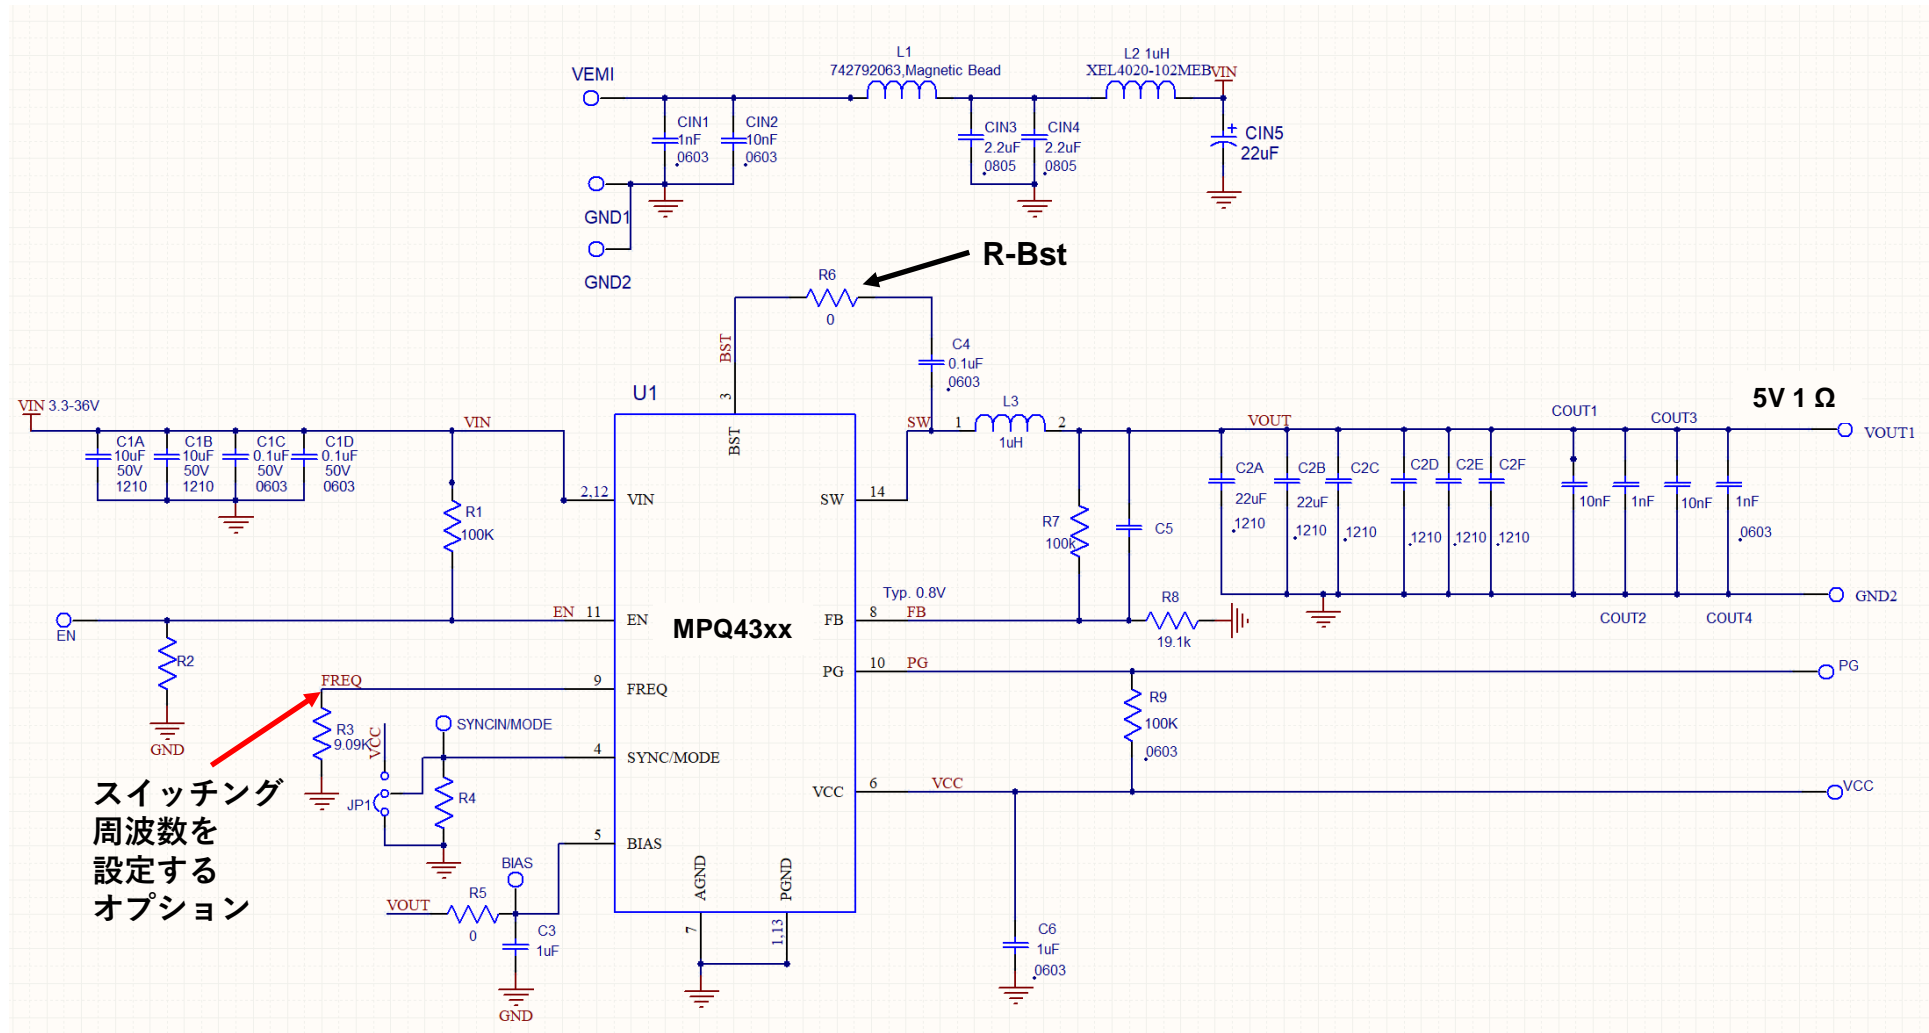 VEMI
L1
742792063,Magnetic Bead
L2 1uH
XEL4020-102MEB
VIN
CIN1
1nF
.0603
CIN2
10nF
.0603
CIN3
2.2uF
.0805
CIN4
2.2uF
.0805
+
CIN5
22uF
GND1
GND2
R-Bst
R6
0
BST
3
BST
C4
0.1uF
.0603
U1
VIN 3.3-36V
VIN
C1A
10uF
50V
1210
C1B
10uF
50V
1210
C1C
0.1uF
50V
0603
C1D
0.1uF
50V
0603
R1
100K
2,12
VIN
SW
1
L3
1uH
2
SW
14
VOUT
5V 1 Ω
COUT1
COUT3
VOUT1
C2A
22uF
.1210
C2B
22uF
.1210
C2C
.1210
C2D
.1210
C2E
.1210
C2F
.1210
10nF
1nF
10nF
1nF
.0603
COUT2
COUT4
GND2
R7
100k
C5
Typ. 0.8V
FB
8
FB
R8
19.1k
EN
EN
11
EN
MPQ43xx
R2
GND
FREQ
9
FREQ
R3
9.09K
VCC
SYNCIN/MODE
4
SYNC/MODE
JP1
R4
PG
10
PG
PG
R9
100K
.0603
VCC
6
VCC
VCC
5
BIAS
BIAS
VOUT
R5
0
C3
1uF
GND
AGND
7
PGND
1,13
C6
1uF
.0603
スイッチング
周波数を
設定する
オプション